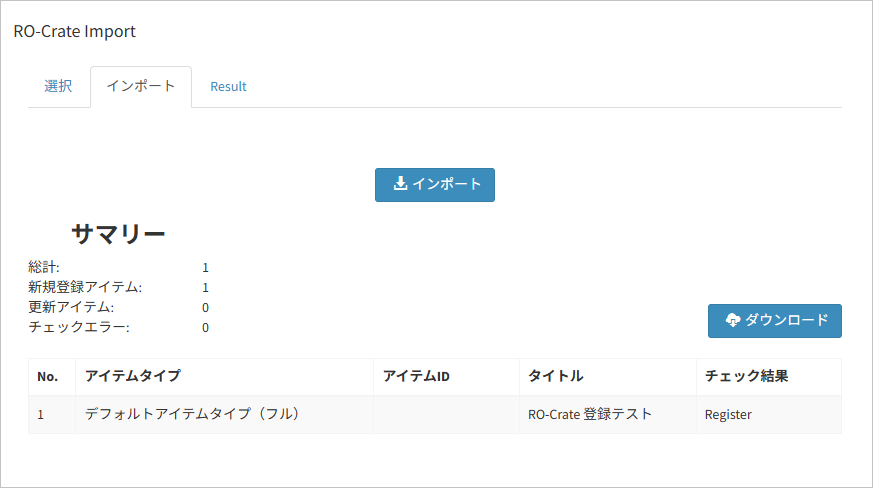 RO-Crate Import
選択 インポート Result
インポート
サマリー
総計: 1
新規登録アイテム: 1
更新アイテム: 0
チェックエラー: 0
ダウンロード
No. アイテムタイプ アイテムID タイトル チェック結果
1 デフォルトアイテムタイプ（フル） RO-Crate 登録テスト Register